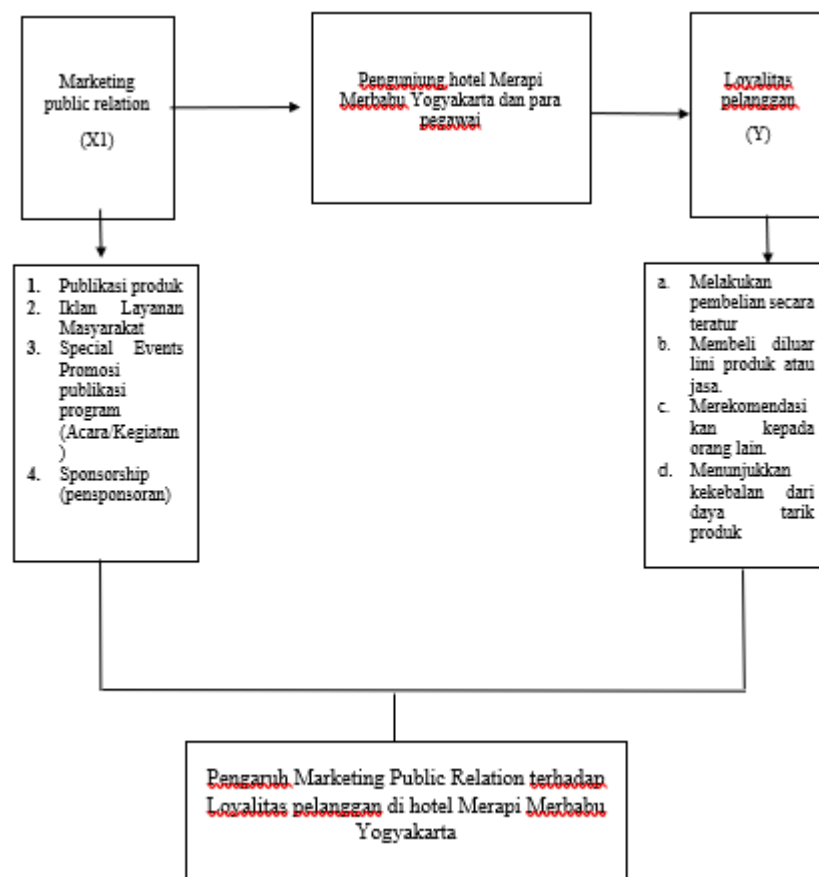 Marketing
public relation
(X1)
Pengunjung hotel Merapi
Merbabu Yogyakarta dan para
pegawai
Loyalitas
pelanggan
(Y)
1. Publikasi produk
2. Iklan Layanan
Masyarakat
3. Special Events
Promosi
publikasi
program
(Acara/Kegiatan
)
4. Sponsorship
(pensponsoran)
a. Melakukan
pembelian secara
teratur
b. Membeli diluar
lini produk atau
jasa.
c. Merekomendasi
kan kepada
orang lain.
d. Menunjukkan
kekebalan dari
daya tarik
produk
Pengaruh Marketing Public Relation terhadap
Loyalitas pelanggan di hotel Merapi Merbabu
Yogyakarta